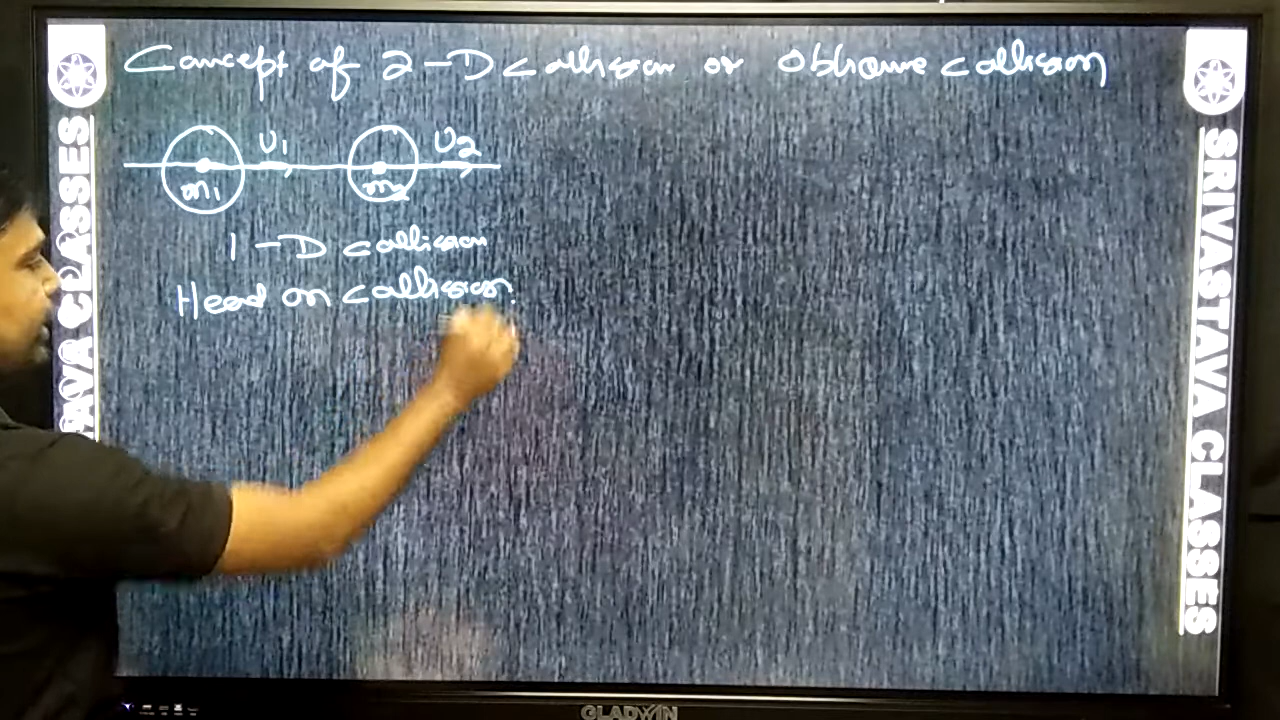 Concept of 2-D collision or Oblique collision
U1 U2
m1 m2
1-D collision
Head on collision.
SRIVASTAVA CLASSES
AVA CLASSES
GLADWIN